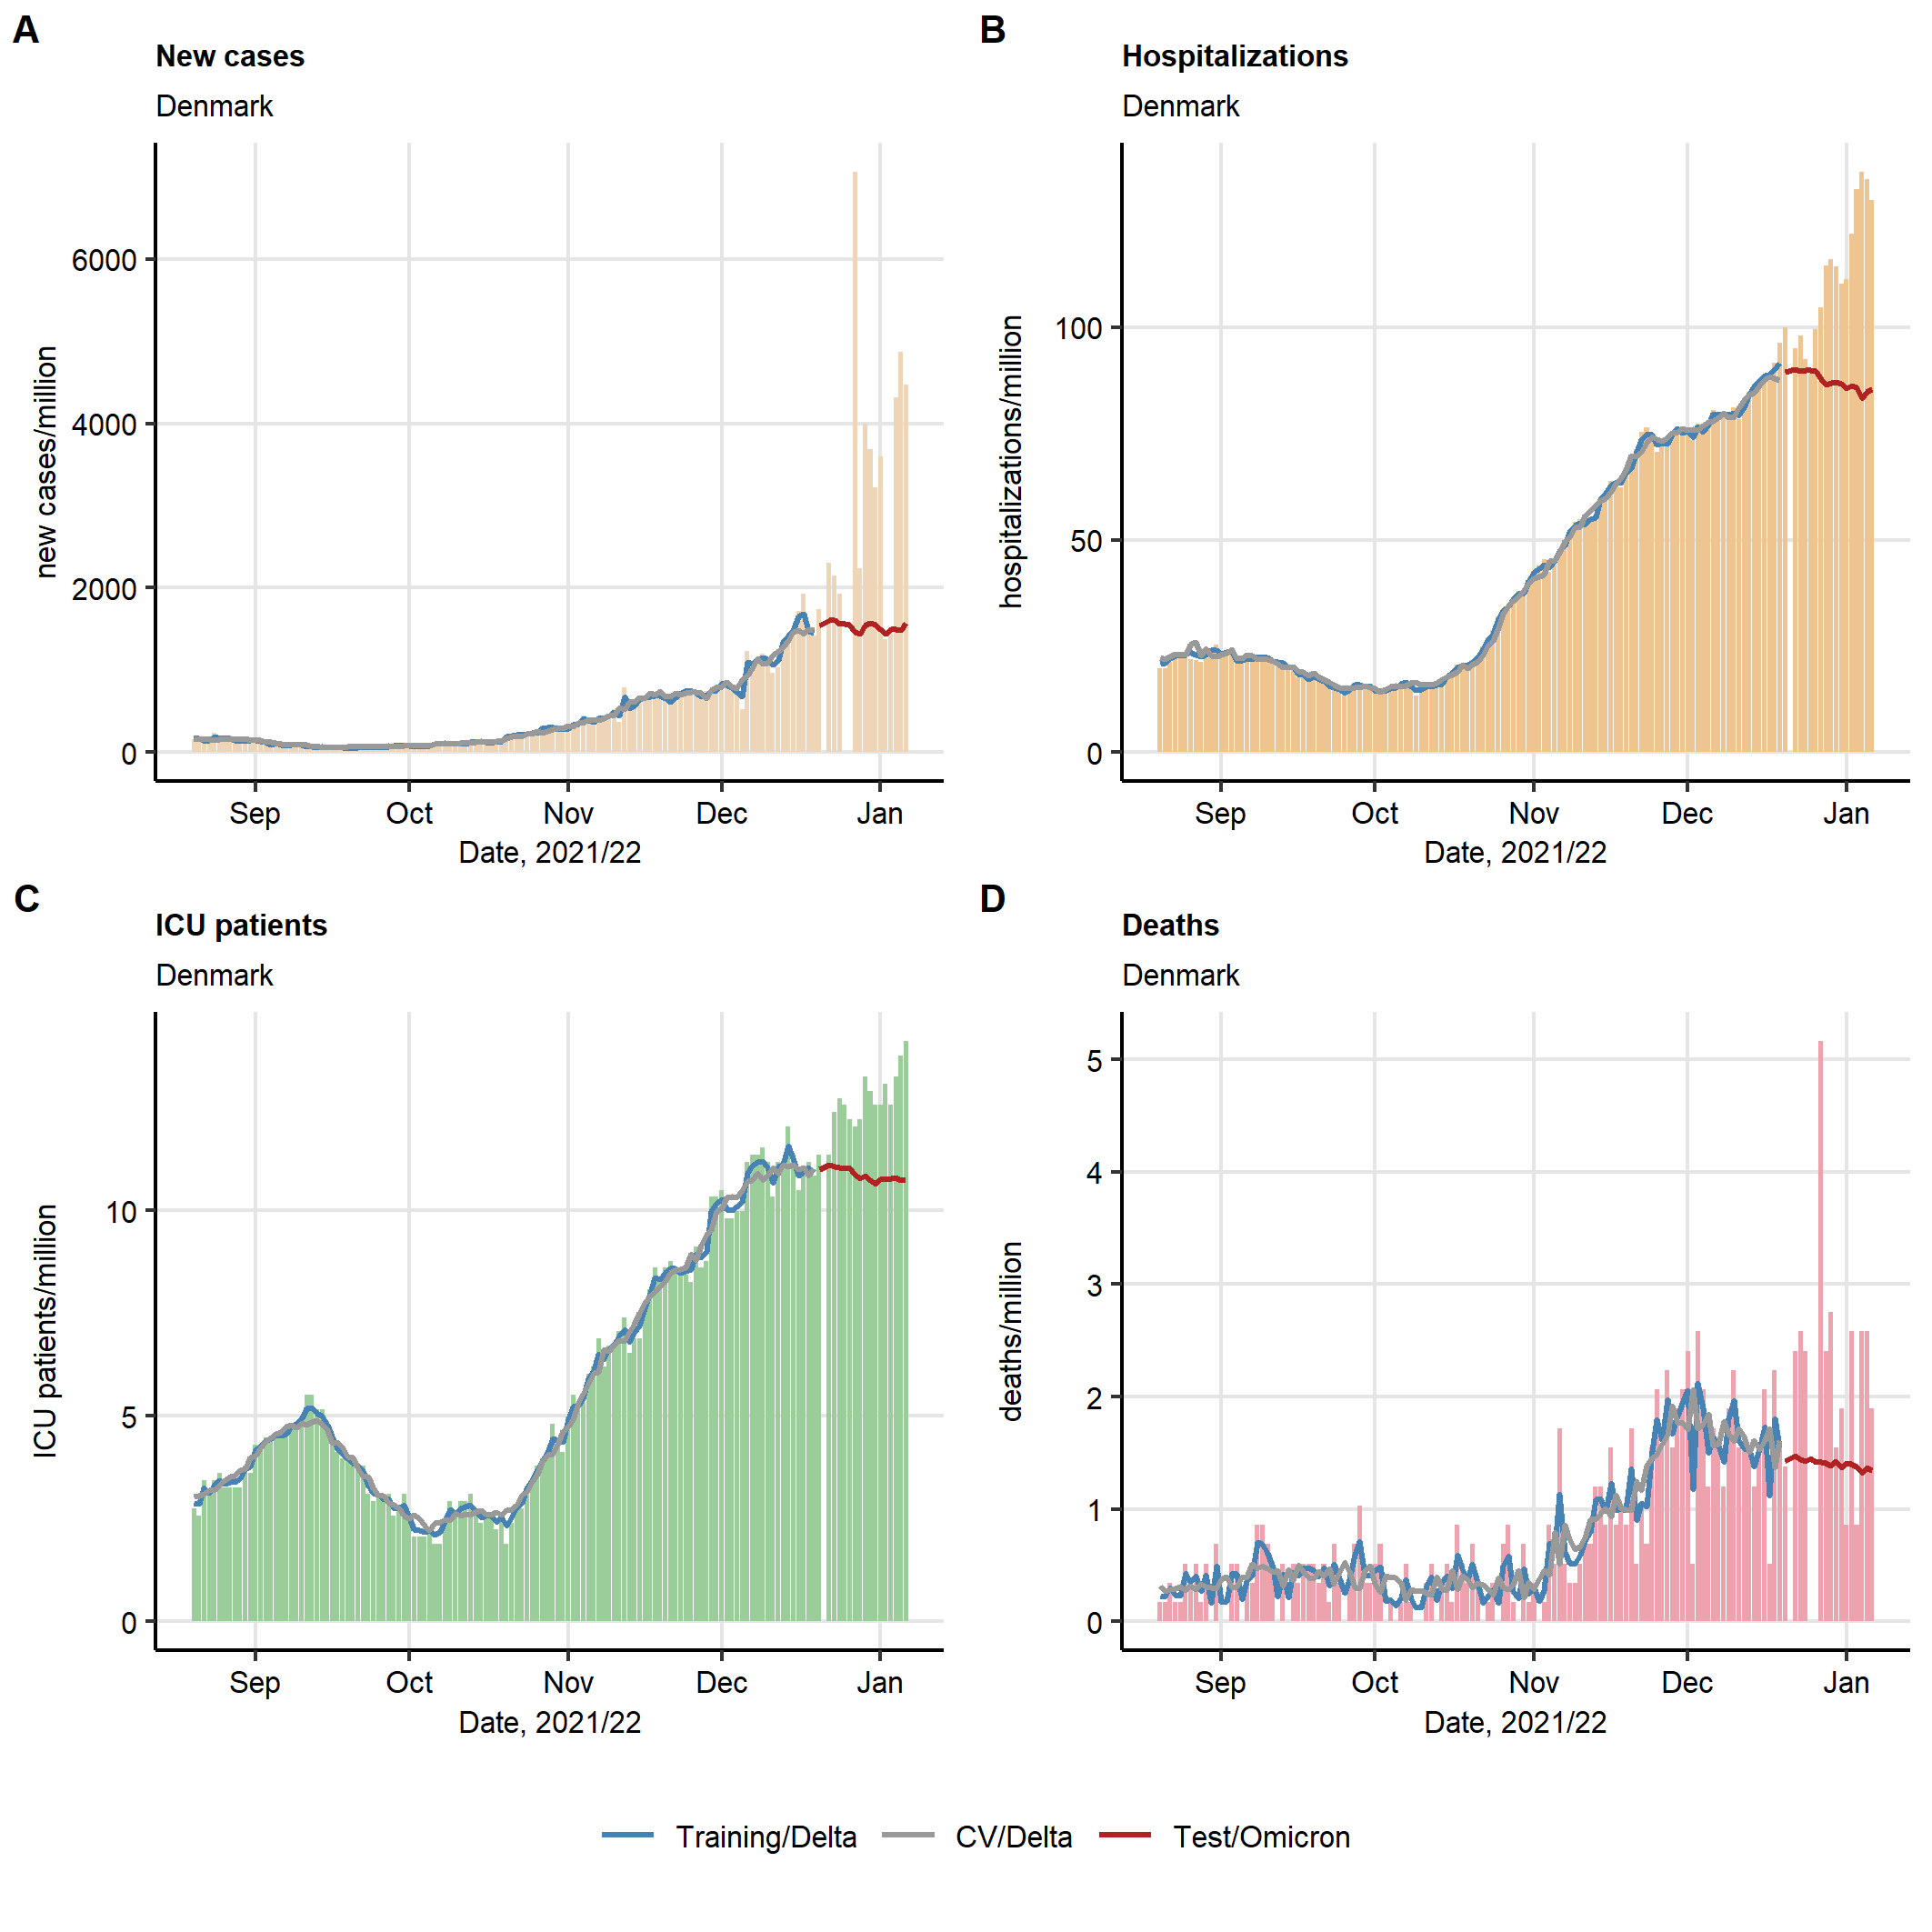 A
New cases
Denmark
new cases/million
6000
4000
2000
0
Sep Oct Nov Dec Jan
Date, 2021/22
B
Hospitalizations
Denmark
hospitalizations/million
100
50
0
Sep Oct Nov Dec Jan
Date, 2021/22
C
ICU patients
Denmark
ICU patients/million
10
5
0
Sep Oct Nov Dec Jan
Date, 2021/22
D
Deaths
Denmark
deaths/million
5
4
3
2
1
0
Sep Oct Nov Dec Jan
Date, 2021/22
Training/Delta CV/Delta Test/Omicron